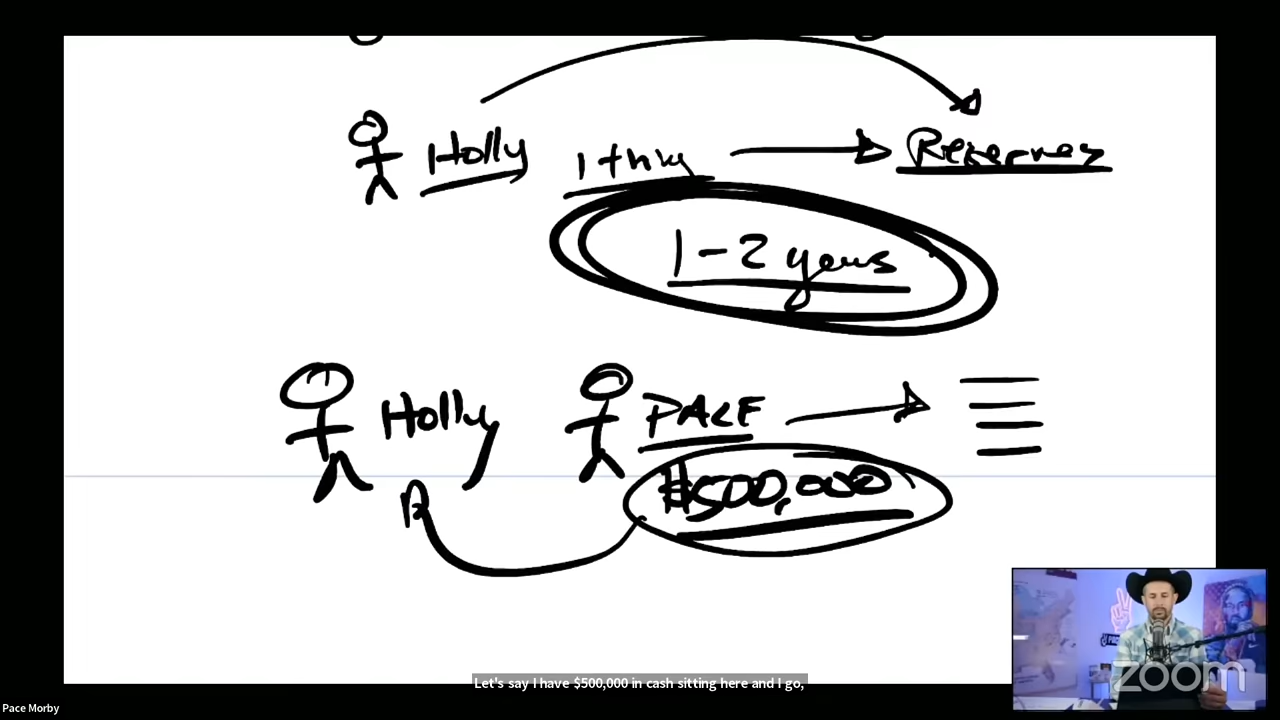 Holly 1 thing Reserves
1-2 years
Holly PACE
$500,000
zoom
Let's say I have $500,000 in cash sitting here and I go,
Pace Morby